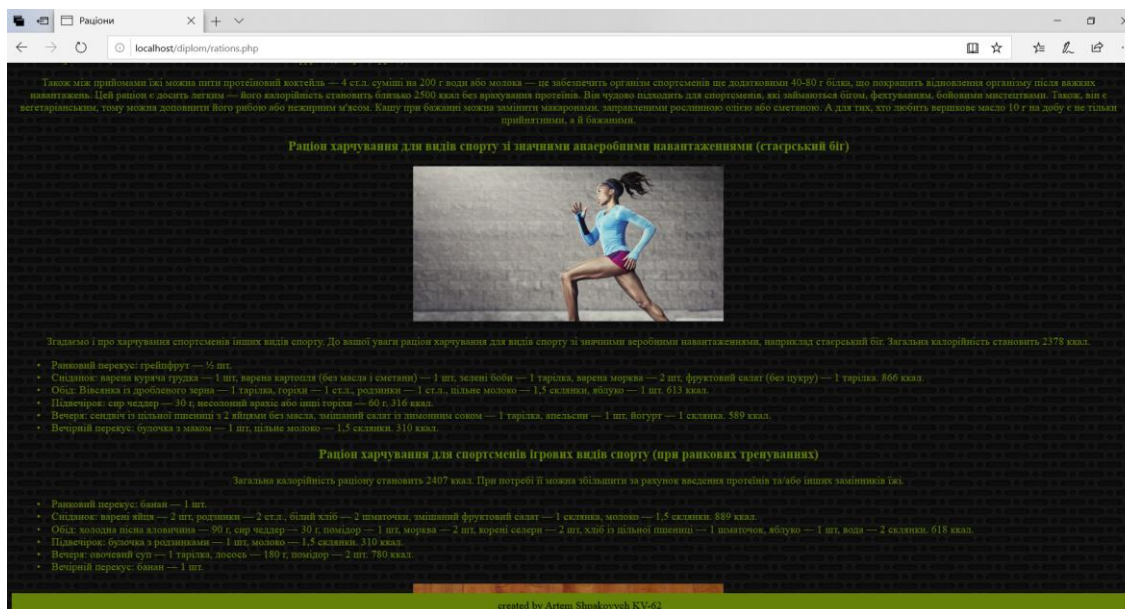 Раціони
localhost/diplom/rations.php
Також між прийомами їжі можна пити протеїновий коктейль — 4 ст.л. суміші на 200 г води або молока — це забезпечить організм спортсменів ще додатковими 40-80 г білка, що покращить відновлення організму після важких
навантажень. Цей раціон є досить легким — його калорійність становить близько 2500 ккал без врахування протеїнів. Він чудово підходить для спортсменів, які займаються бігом, фехтуванням, бойовими мистецтвами. Також, він є
вегетаріанським, тому можна доповнити його рибою або нежирним м'ясом. Кашу при бажанні можна замінити макаронами, заправленими рослинною олією або сметаною. А для тих, хто любить вершкове масло 10 г на добу є не тільки
прийнятними, а й бажаними.
Раціон харчування для видів спорту зі значними анаеробними навантаженнями (стаєрський біг)
Згадаємо і про харчування спортсменів інших видів спорту. До вашої уваги раціон харчування для видів спорту зі значними аеробними навантаженнями, наприклад стаєрський біг. Загальна калорійність становить 2378 ккал.
• Ранковий перекус: грейпфрут — ½ шт.
• Сніданок: варена куряча грудка — 1 шт, варена картопля (без масла і сметани) — 1 шт, зелені боби — 1 тарілка, варена морква — 2 шт, фруктовий салат (без цукру) — 1 тарілка. 866 ккал.
• Обід: Вівсянка із дробленого зерна — 1 тарілка, горіхи — 1 ст.л., родзинки — 1 ст.л., цільне молоко — 1,5 склянки, яблуко — 1 шт. 613 ккал.
• Підвечірок: сир чеддер — 30 г, несолоний арахіс або інші горіхи — 60 г, 316 ккал.
• Вечеря: сендвіч із цільної пшениці з 2 яйцями без масла, змішаний салат із лимонним соком — 1 тарілка, апельсин — 1 шт, йогурт — 1 склянка. 589 ккал.
• Вечірній перекус: булочка з маком — 1 шт, цільне молоко — 1,5 склянки. 310 ккал.
Раціон харчування для спортсменів ігрових видів спорту (при ранкових тренуваннях)
Загальна калорійність раціону становить 2407 ккал. При потребі її можна збільшити за рахунок введення протеїнів та/або інших замінників їжі.
• Ранковий перекус: банан — 1 шт.
• Сніданок: варені яйця — 2 шт, родзинки — 2 ст.л., білий хліб — 2 шматочки, змішаний фруктовий салат — 1 склянка, молоко — 1,5 склянки. 889 ккал.
• Обід: холодна пісна яловичина — 90 г, сир чеддер — 30 г, помідор — 1 шт, морква — 2 шт, корені селери — 2 шт, хліб із цільної пшениці — 1 шматочок, яблуко — 1 шт, вода — 2 склянки. 618 ккал.
• Підвечірок: булочка з родзинками — 1 шт, молоко — 1,5 склянки. 310 ккал.
• Вечеря: овочевий суп — 1 тарілка, лосось — 180 г, помідор — 2 шт. 780 ккал.
• Вечірній перекус: банан — 1 шт.
created by Artem Shpakovych KV-62